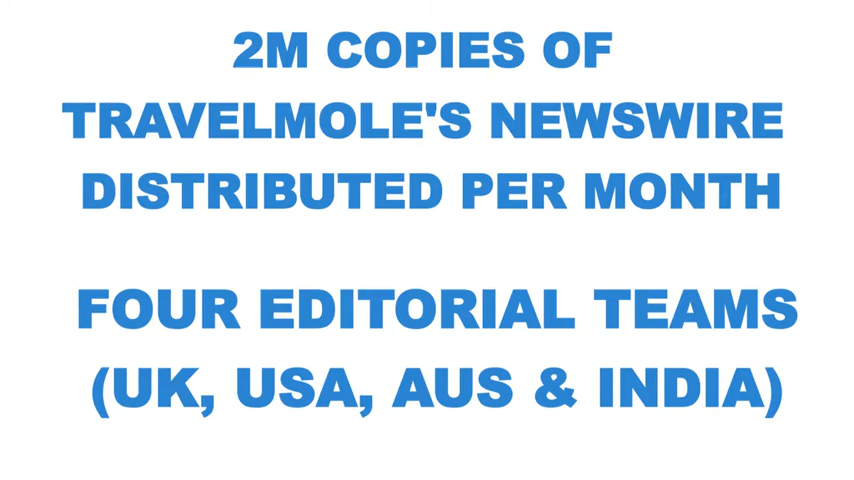 2M COPIES OF
TRAVELMOLE'S NEWSWIRE
DISTRIBUTED PER MONTH
FOUR EDITORIAL TEAMS
(UK, USA, AUS & INDIA)